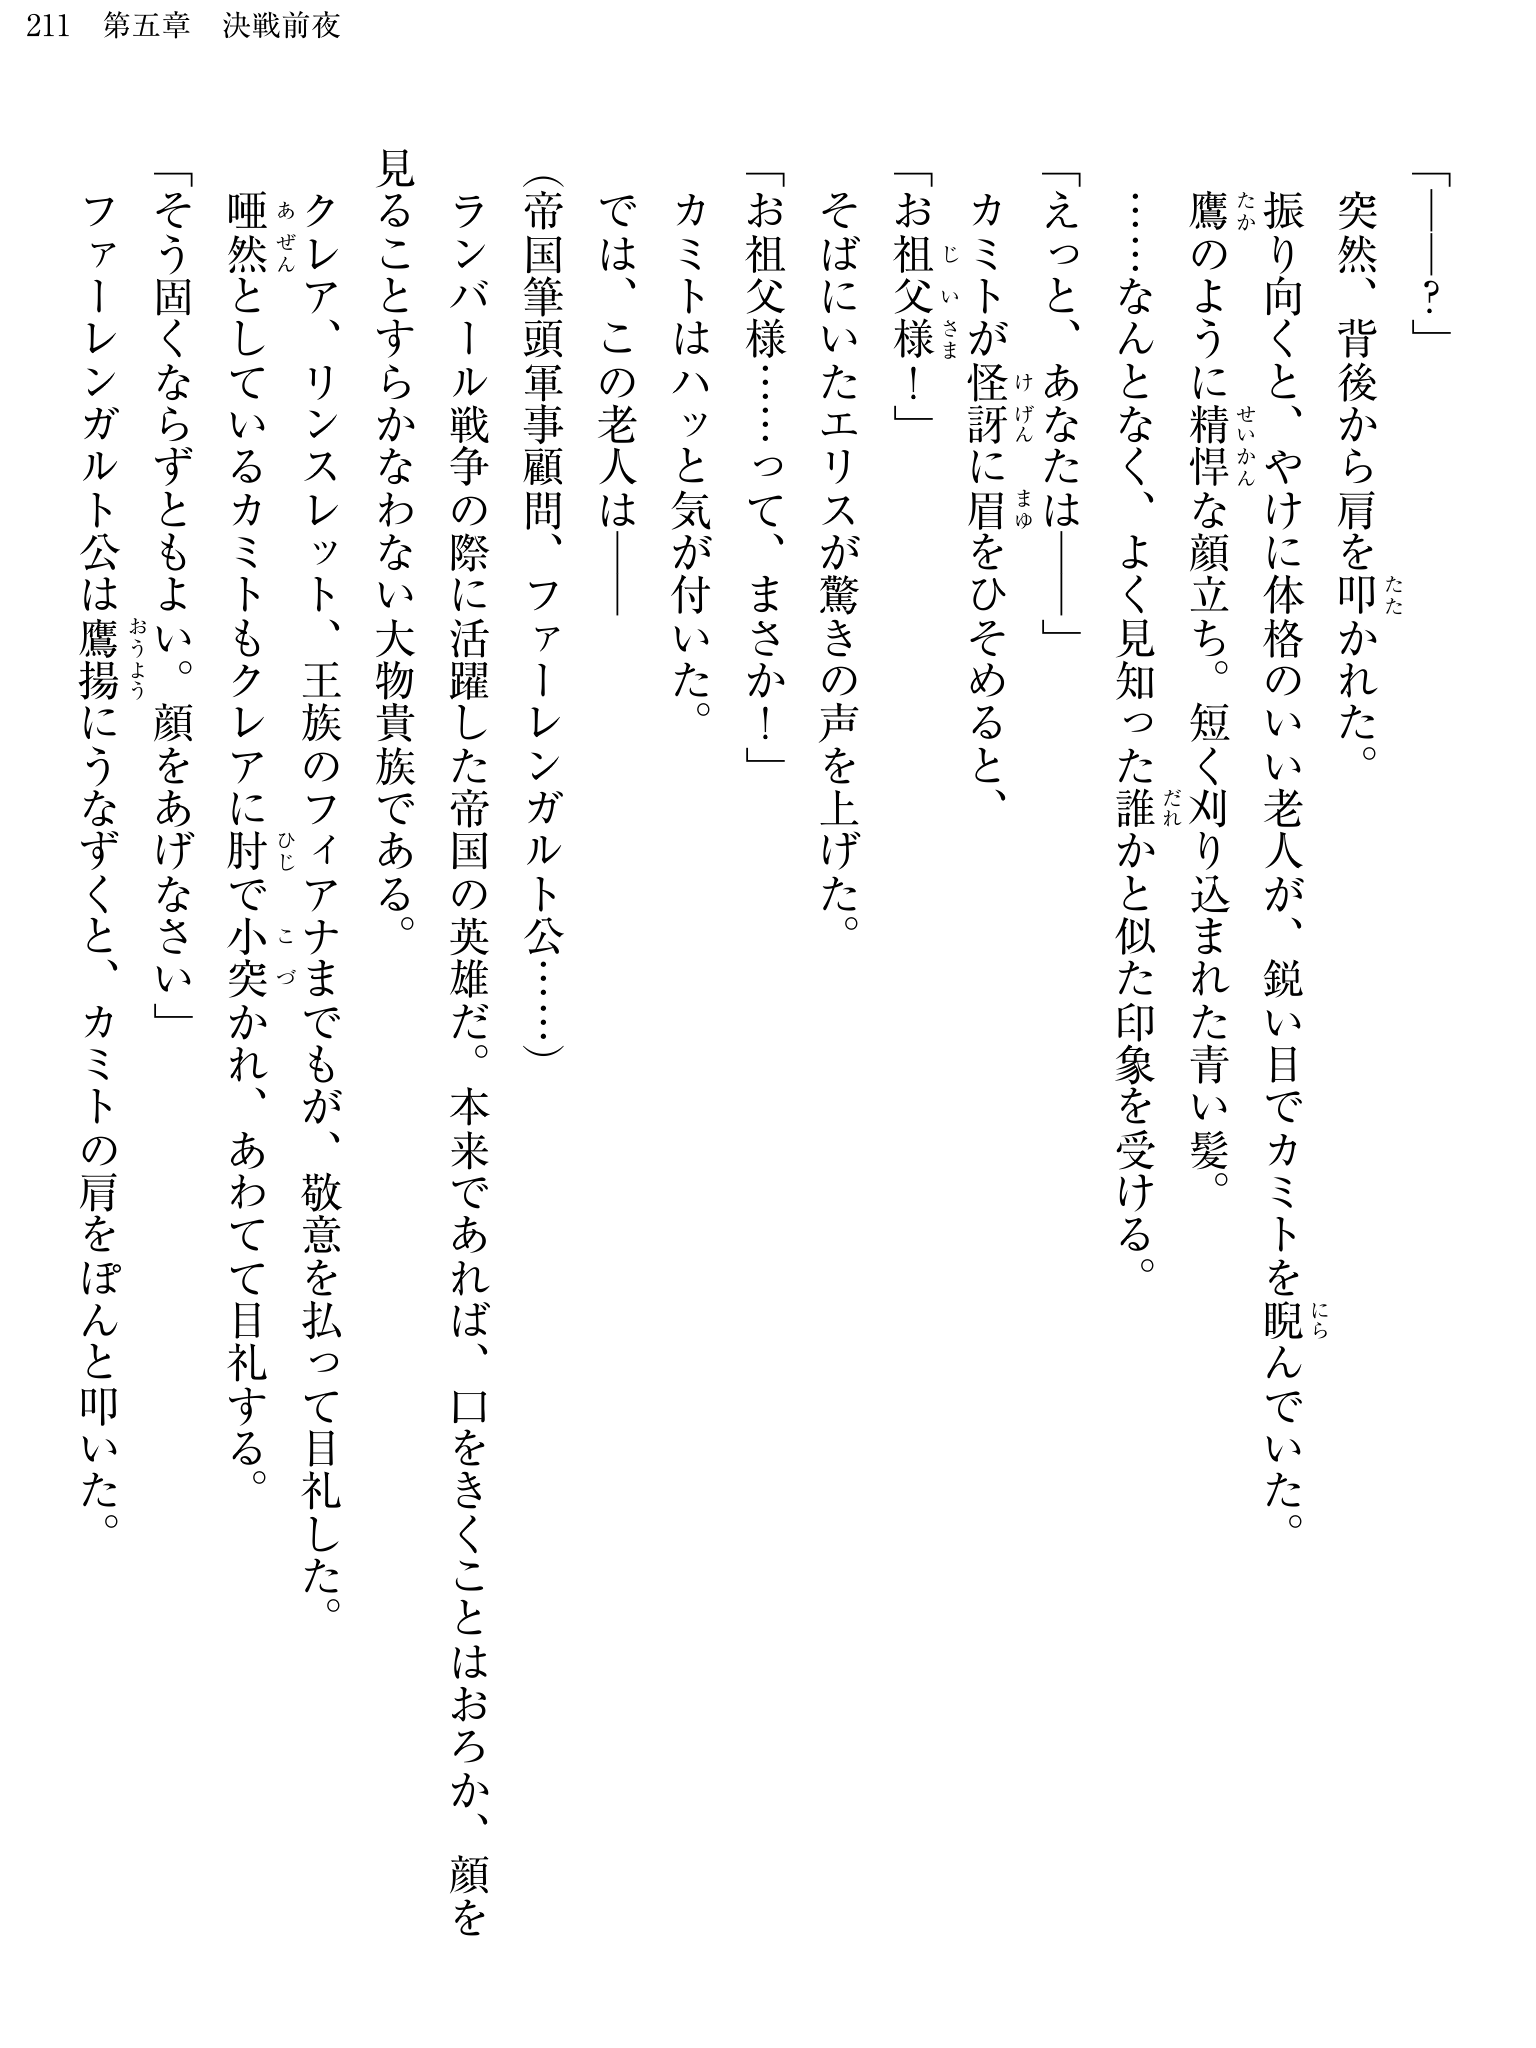 211　第五章　決戦前夜
「――？」
突然、背後から肩を叩かれた。
振り向くと、やけに体格のいい老人が、鋭い目でカミトを睨んでいた。
鷹のように精悍な顔立ち。短く刈り込まれた青い髪。
……なんとなく、よく見知った誰かと似た印象を受ける。
「えっと、あなたは――」
カミトが怪訝に眉をひそめると、
「お祖父様！」
そばにいたエリスが驚きの声を上げた。
「お祖父様……って、まさか！」
カミトはハッと気が付いた。
では、この老人は――
（帝国筆頭軍事顧問、ファーレンガルト公……）
ランバール戦争の際に活躍した帝国の英雄だ。本来であれば、口をきくことはおろか、顔を
見ることすらかなわない大物貴族である。
クレア、リンスレット、王族のフィアナまでもが、敬意を払って目礼した。
唖然としているカミトもクレアに肘で小突かれ、あわてて目礼する。
「そう固くならずともよい。顔をあげなさい」
ファーレンガルト公は鷹揚にうなずくと、カミトの肩をぽんと叩いた。